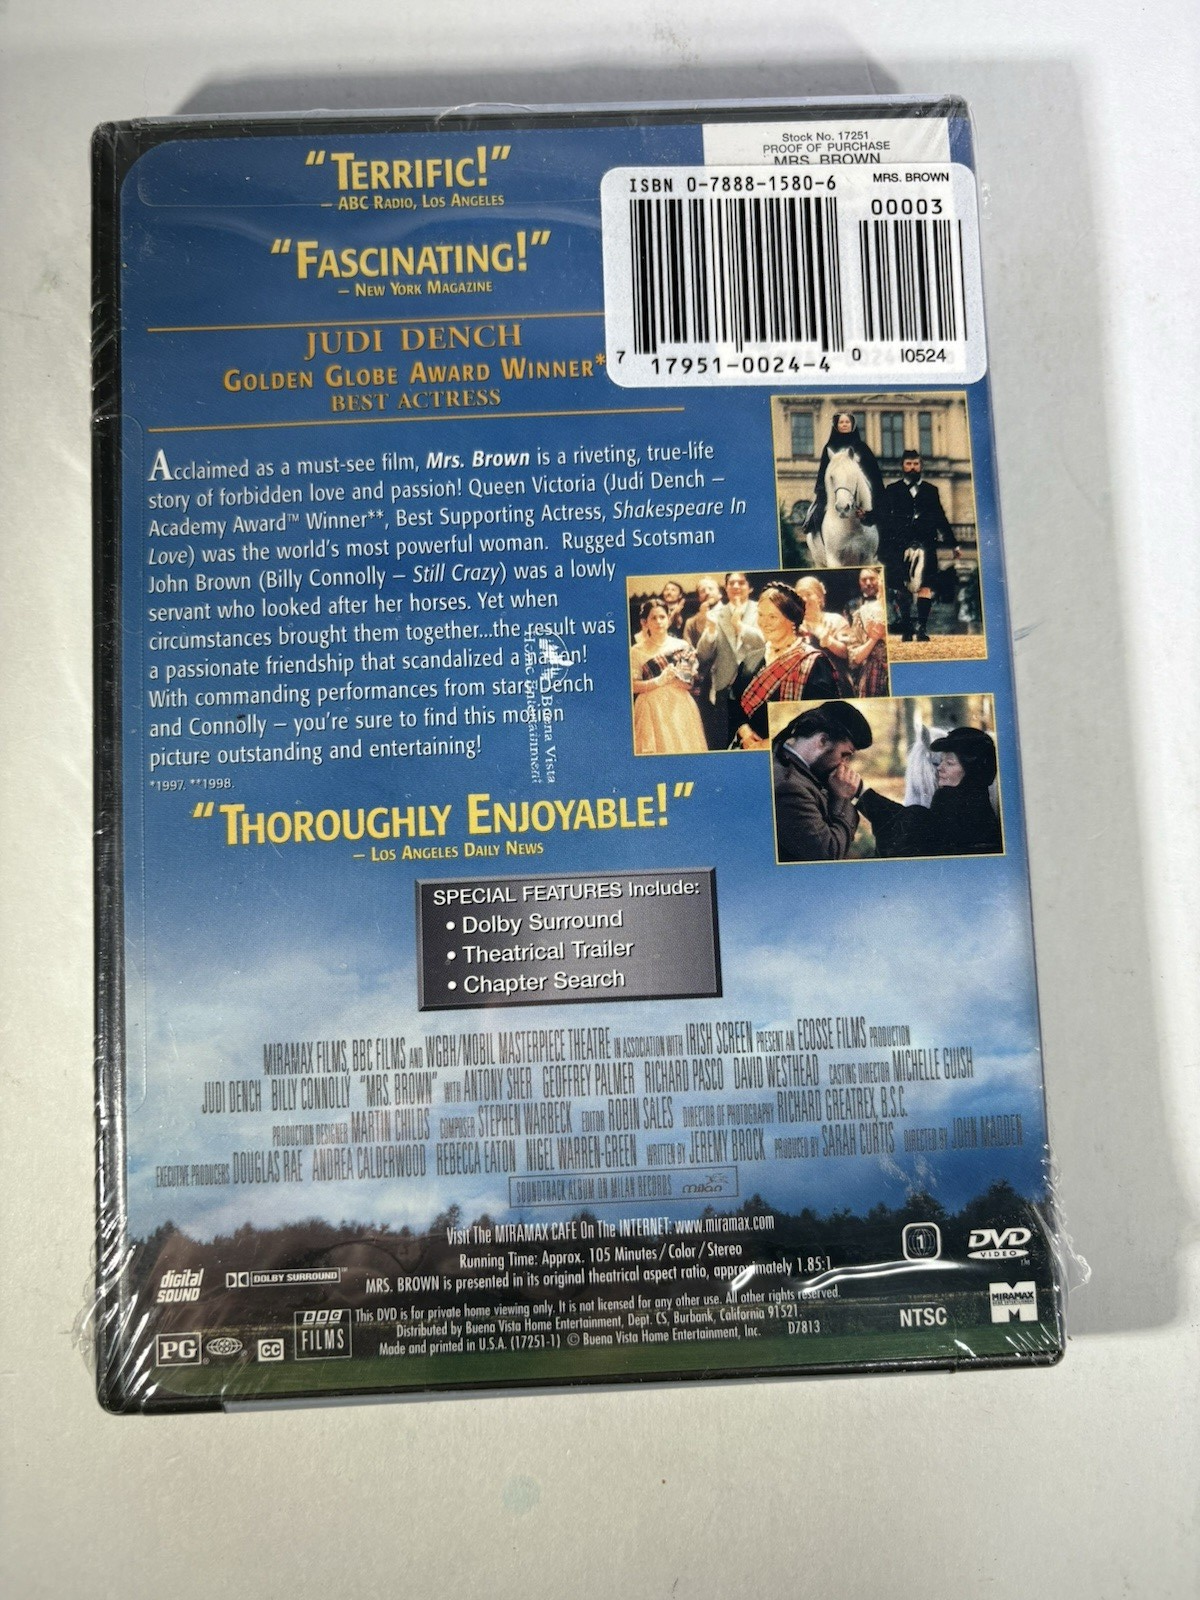 Stock No. 17251
PROOF OF PURCHASE
MRS. BROWN
ISBN 0-7888-1580-6
MRS. BROWN
00003
7 17951-0024-4 0 10524
“TERRIFIC!”
– ABC RADIO, LOS ANGELES
“FASCINATING!”
– NEW YORK MAGAZINE
JUDI DENCH
GOLDEN GLOBE AWARD WINNER*
BEST ACTRESS
Acclaimed as a must-see film, Mrs. Brown is a riveting, true-life
story of forbidden love and passion! Queen Victoria (Judi Dench –
Academy Award™ Winner**, Best Supporting Actress, Shakespeare In
Love) was the world's most powerful woman. Rugged Scotsman
John Brown (Billy Connolly – Still Crazy) was a lowly
servant who looked after her horses. Yet when
circumstances brought them together...the result was
a passionate friendship that scandalized a nation!
With commanding performances from stars Dench
and Connolly – you're sure to find this motion
picture outstanding and entertaining!
*1997. **1998.
Buena Vista
Home Entertainment
“THOROUGHLY ENJOYABLE!”
– LOS ANGELES DAILY NEWS
SPECIAL FEATURES Include:
• Dolby Surround
• Theatrical Trailer
• Chapter Search
MIRAMAX FILMS, BBC FILMS AND WGBH/MOBIL MASTERPIECE THEATRE IN ASSOCIATION WITH IRISH SCREEN PRESENT AN ECOSSE FILMS PRODUCTION
JUDI DENCH BILLY CONNOLLY "MRS. BROWN" WITH ANTONY SHER GEOFFREY PALMER RICHARD PASCO DAVID WESTHEAD CASTING DIRECTOR MICHELLE GUISH
PRODUCTION DESIGNER MARTIN CHILDS COMPOSER STEPHEN WARBECK EDITOR ROBIN SALES DIRECTOR OF PHOTOGRAPHY RICHARD GREATREX, B.S.C.
EXECUTIVE PRODUCERS DOUGLAS RAE ANDREA CALDERWOOD REBECCA EATON NIGEL WARREN-GREEN WRITTEN BY JEREMY BROCK PRODUCED BY SARAH CURTIS DIRECTED BY JOHN MADDEN
SOUNDTRACK ALBUM ON MILAN RECORDS milan
Visit The MIRAMAX CAFÉ On The INTERNET: www.miramax.com
Running Time: Approx. 105 Minutes / Color / Stereo
MRS. BROWN is presented in its original theatrical aspect ratio, approximately 1.85:1.
digital SOUND
DOLBY SURROUND
1
DVD VIDEO
This DVD is for private home viewing only. It is not licensed for any other use. All other rights reserved.
Distributed by Buena Vista Home Entertainment, Dept. CS, Burbank, California 91521
Made and printed in U.S.A. (17251-1) © Buena Vista Home Entertainment, Inc. D7813
PG
CC
BBC FILMS
NTSC
MIRAMAX
M